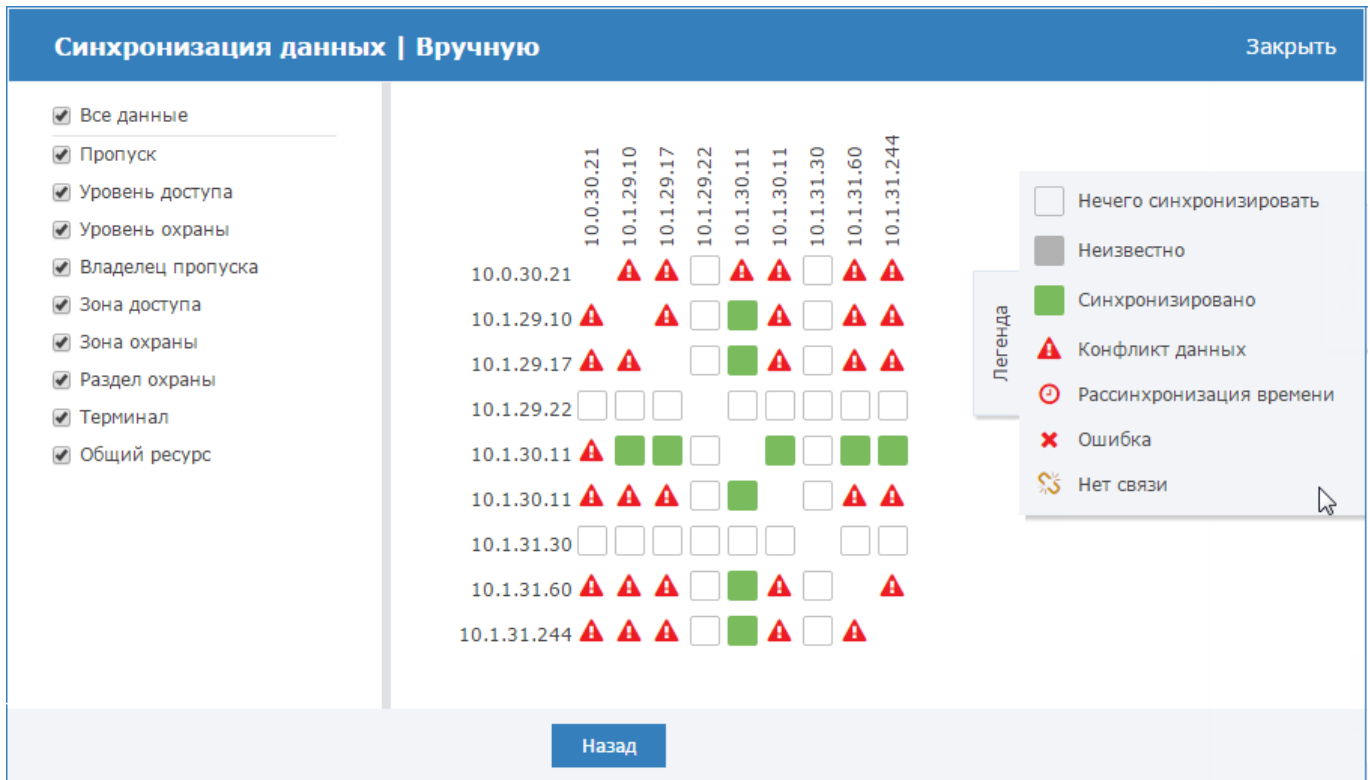 Синхронизация данных | Вручную
Закрыть
Все данные
Пропуск
Уровень доступа
Уровень охраны
Владелец пропуска
Зона доступа
Зона охраны
Раздел охраны
Терминал
Общий ресурс
10.0.30.21
10.1.29.10
10.1.29.17
10.1.29.22
10.1.30.11
10.1.30.11
10.1.31.30
10.1.31.60
10.1.31.244
10.0.30.21
10.1.29.10
10.1.29.17
10.1.29.22
10.1.30.11
10.1.30.11
10.1.31.30
10.1.31.60
10.1.31.244
Легенда
Нечего синхронизировать
Неизвестно
Синхронизировано
Конфликт данных
Рассинхронизация времени
Ошибка
Нет связи
Назад